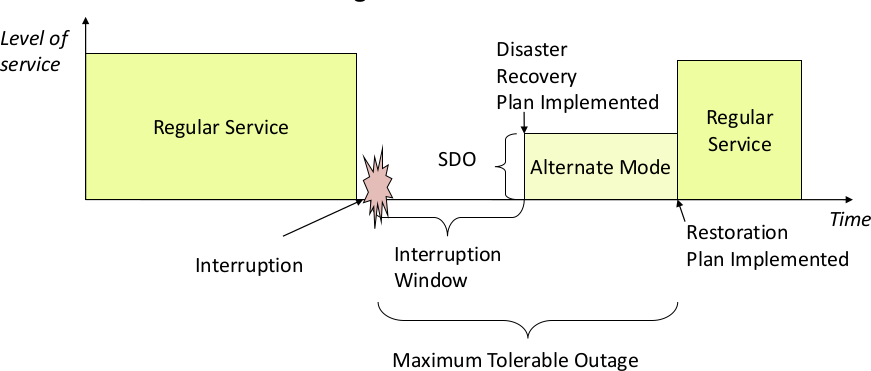 Level of
service
Regular Service
Disaster
Recovery
Plan Implemented
SDO
Alternate Mode
Regular
Service
Time
Interruption
Interruption
Window
Restoration
Plan Implemented
Maximum Tolerable Outage